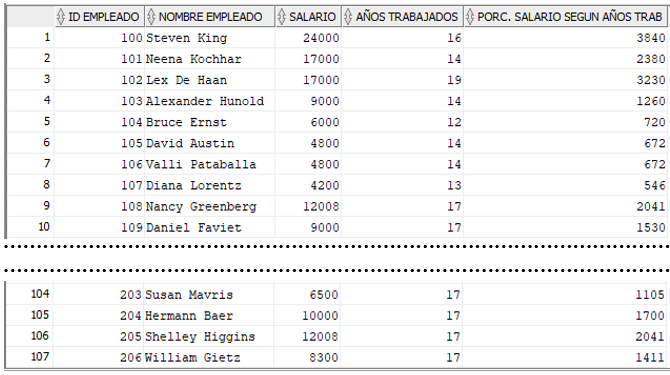 ID EMPLEADO NOMBRE EMPLEADO SALARIO AÑOS TRABAJADOS PORC. SALARIO SEGUN AÑOS TRAB
1 100 Steven King 24000 16 3840
2 101 Neena Kochhar 17000 14 2380
3 102 Lex De Haan 17000 19 3230
4 103 Alexander Hunold 9000 14 1260
5 104 Bruce Ernst 6000 12 720
6 105 David Austin 4800 14 672
7 106 Valli Pataballa 4800 14 672
8 107 Diana Lorentz 4200 13 546
9 108 Nancy Greenberg 12008 17 2041
10 109 Daniel Faviet 9000 17 1530
104 203 Susan Mavris 6500 17 1105
105 204 Hermann Baer 10000 17 1700
106 205 Shelley Higgins 12008 17 2041
107 206 William Gietz 8300 17 1411